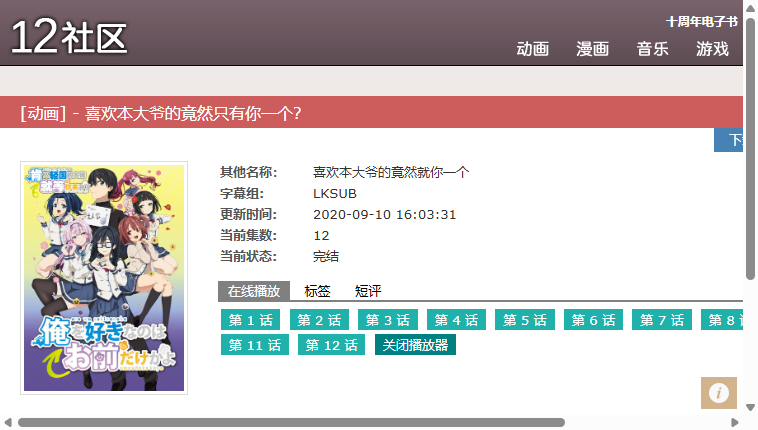 十周年电子书
12社区
动画 漫画 音乐 游戏
[动画] - 喜欢本大爷的竟然只有你一个?
下
其他名称: 喜欢本大爷的竟然就你一个
字幕组: LKSUB
更新时间: 2020-09-10 16:03:31
当前集数: 12
当前状态: 完结
在线播放 标签 短评
第 1 话 第 2 话 第 3 话 第 4 话 第 5 话 第 6 话 第 7 话 第 8
第 11 话 第 12 话 关闭播放器
俺を好きなのは
お前だけかよ
i